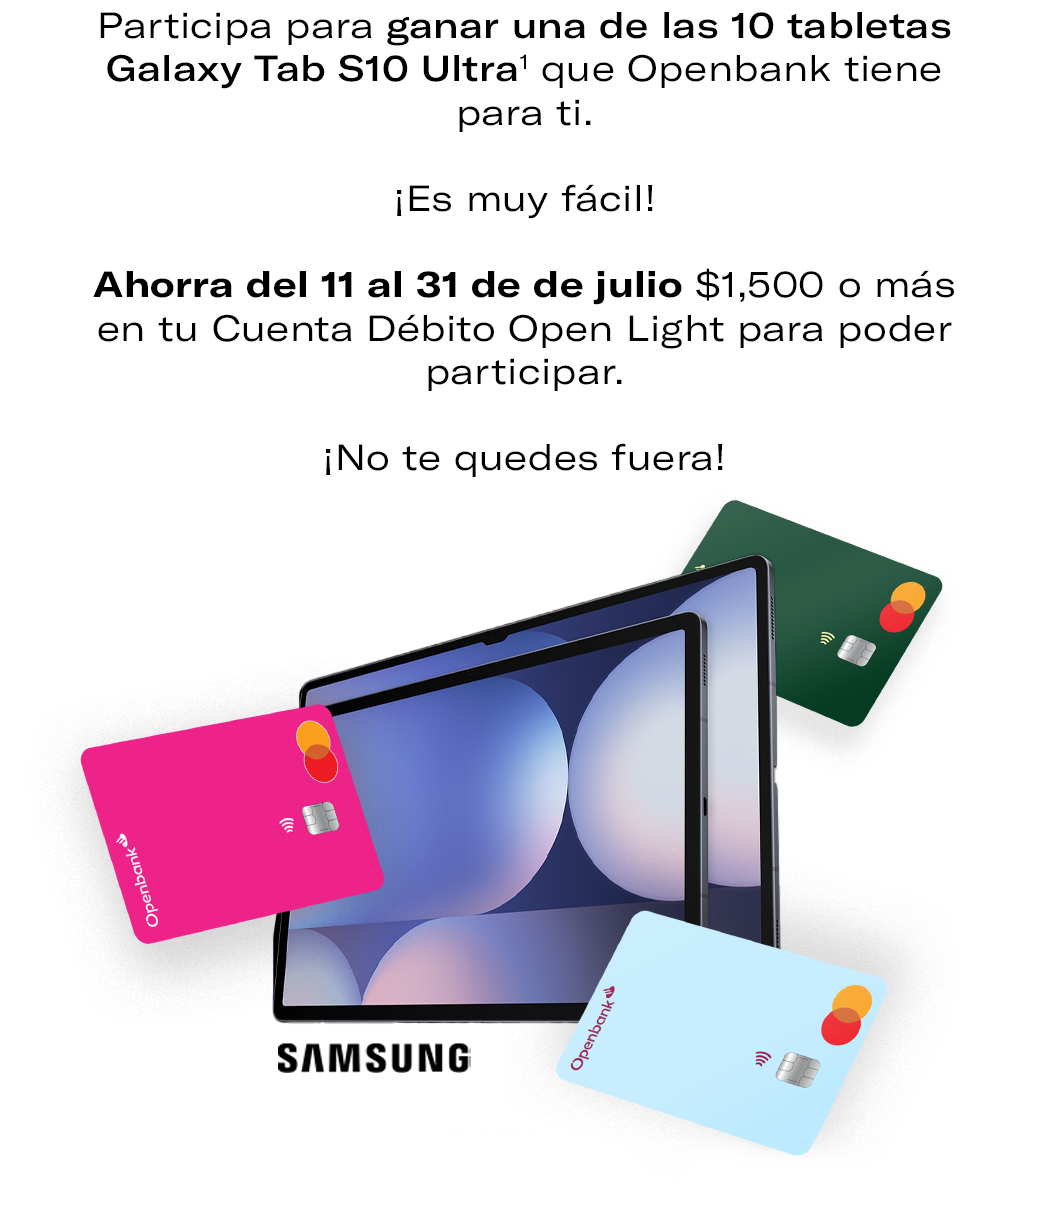 Participa para ganar una de las 10 tabletas
Galaxy Tab S10 Ultra¹ que Openbank tiene
para ti.
¡Es muy fácil!
Ahorra del 11 al 31 de de julio $1,500 o más
en tu Cuenta Débito Open Light para poder
participar.
¡No te quedes fuera!
Openbank
Openbank
SAMSUNG